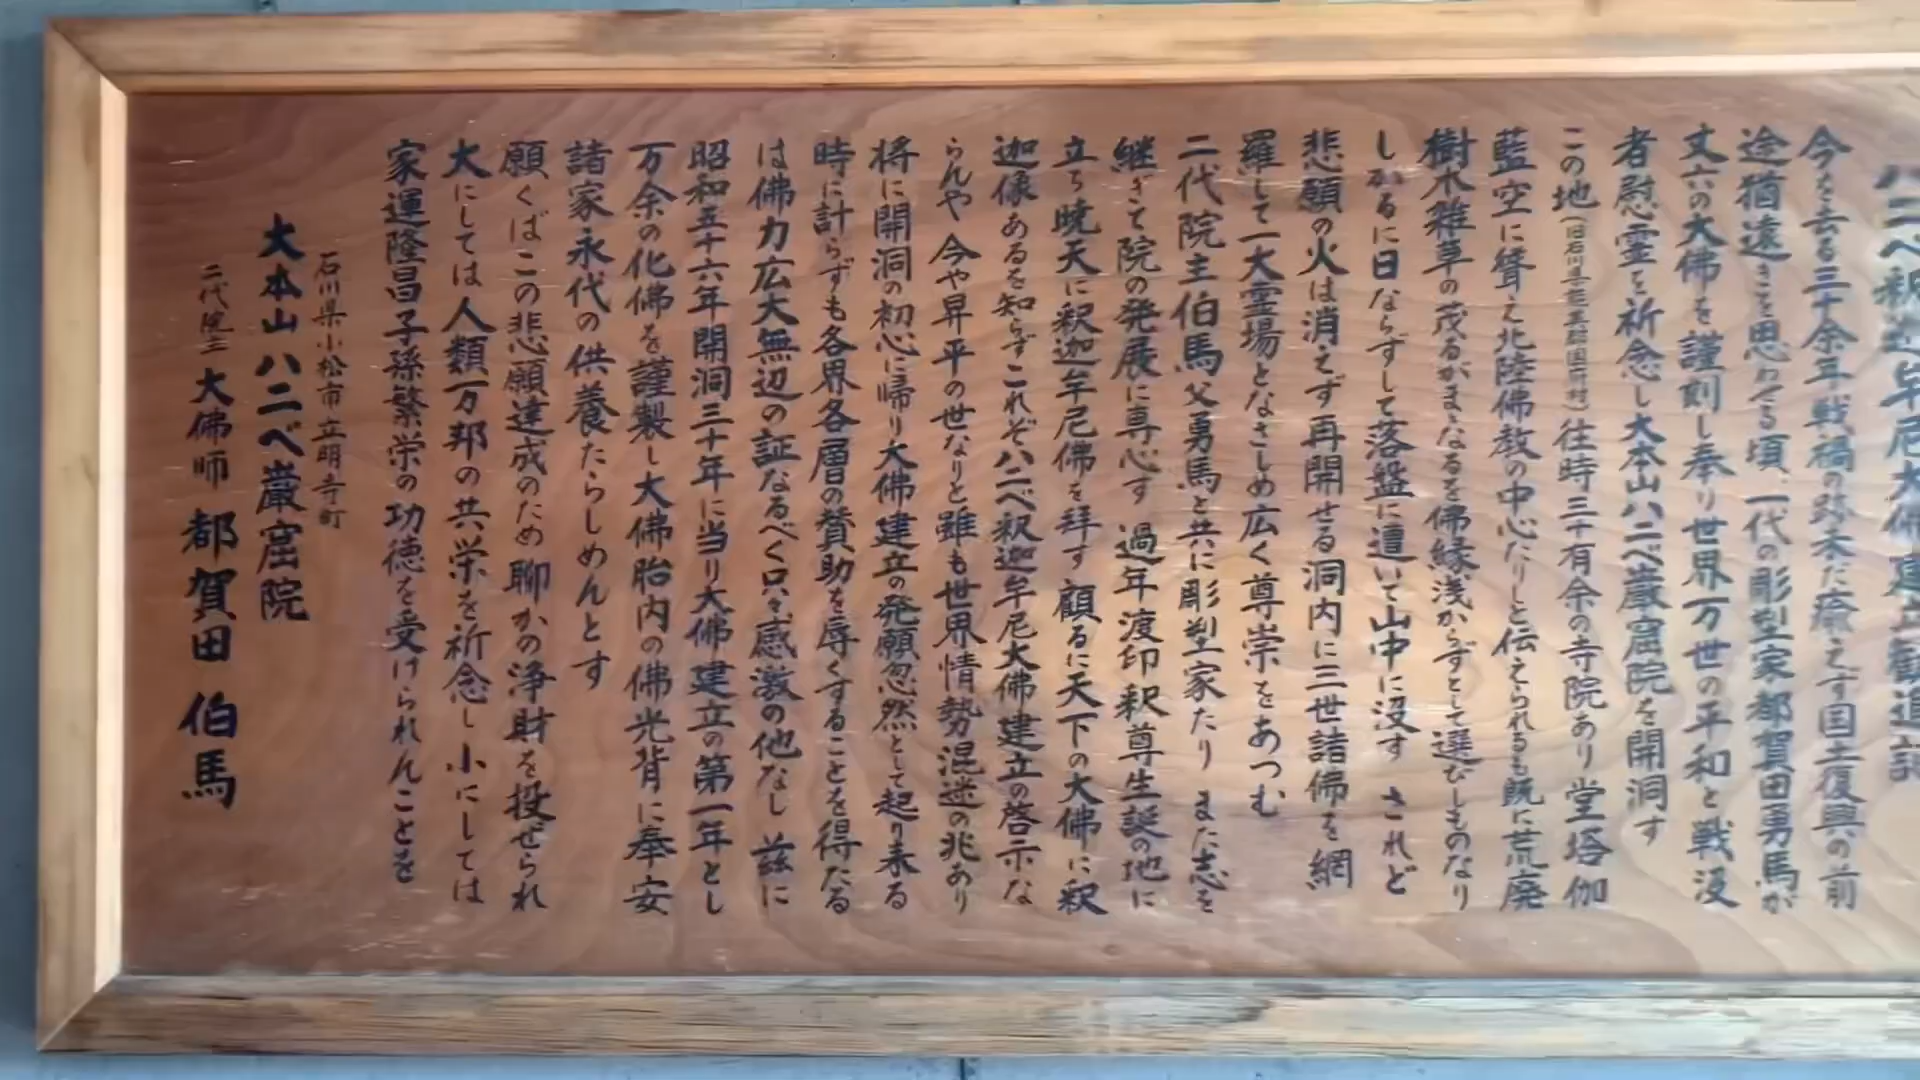 ハニベ釈迦牟尼大佛建立勧進記
今を去る三十余年戦禍の弥未だ癒えず国土復興の前
途猶遠きを思わせる頃、一代の彫塑家都賀田勇馬が
丈六の大佛を謹刻し奉り世界万世の平和と戦没
者慰霊を祈念し大本山ハニベ巌窟院を開洞す
この地(旧石川県能美郡国府村)往時三十有余の寺院あり堂塔伽
藍空に聳え北陸佛教の中心たりしと伝えられるも既に荒廃
樹木雑草の茂るがまゝなるを佛縁浅からずとして選びしものなり
しかるに日ならずして落盤に遭いて山中に没す されど
悲願の火は消えず再開せる洞内に三世諸佛を網
羅して一大霊場となさしめ広く尊崇をあつむ
二代院主伯馬父勇馬と共に彫塑家たり また志を
継ぎて院の発展に専心す 過年渡印釈尊生誕の地に
立ち暁天に釈迦牟尼佛を拝す 顧るに天下の大佛に釈
迦像あるを知らずこれぞハニベ釈迦牟尼大佛建立の啓示な
らんや 今や昇平の世なりと雖も世界情勢混迷の兆あり
将に開洞の初心に帰り大佛建立の発願忽然として起り来る
時に計らずも各界各層の賛助を辱くすることを得たる
は佛力広大無辺の証なるべく只々感激の他なし 茲に
昭和五十六年開洞三十年に当り大佛建立の第一年とし
万余の化佛を謹製し大佛胎内の佛光背に奉安
諸家永代の供養たらしめんとす
願くばこの悲願達成のため聊かの浄財を投ぜられ
大にしては人類万邦の共栄を祈念し小にしては
家運隆昌子孫繁栄の功徳を受けられんことを
石川県小松市立明寺町
大本山ハニベ巌窟院
二代院主 大佛師 都賀田伯馬